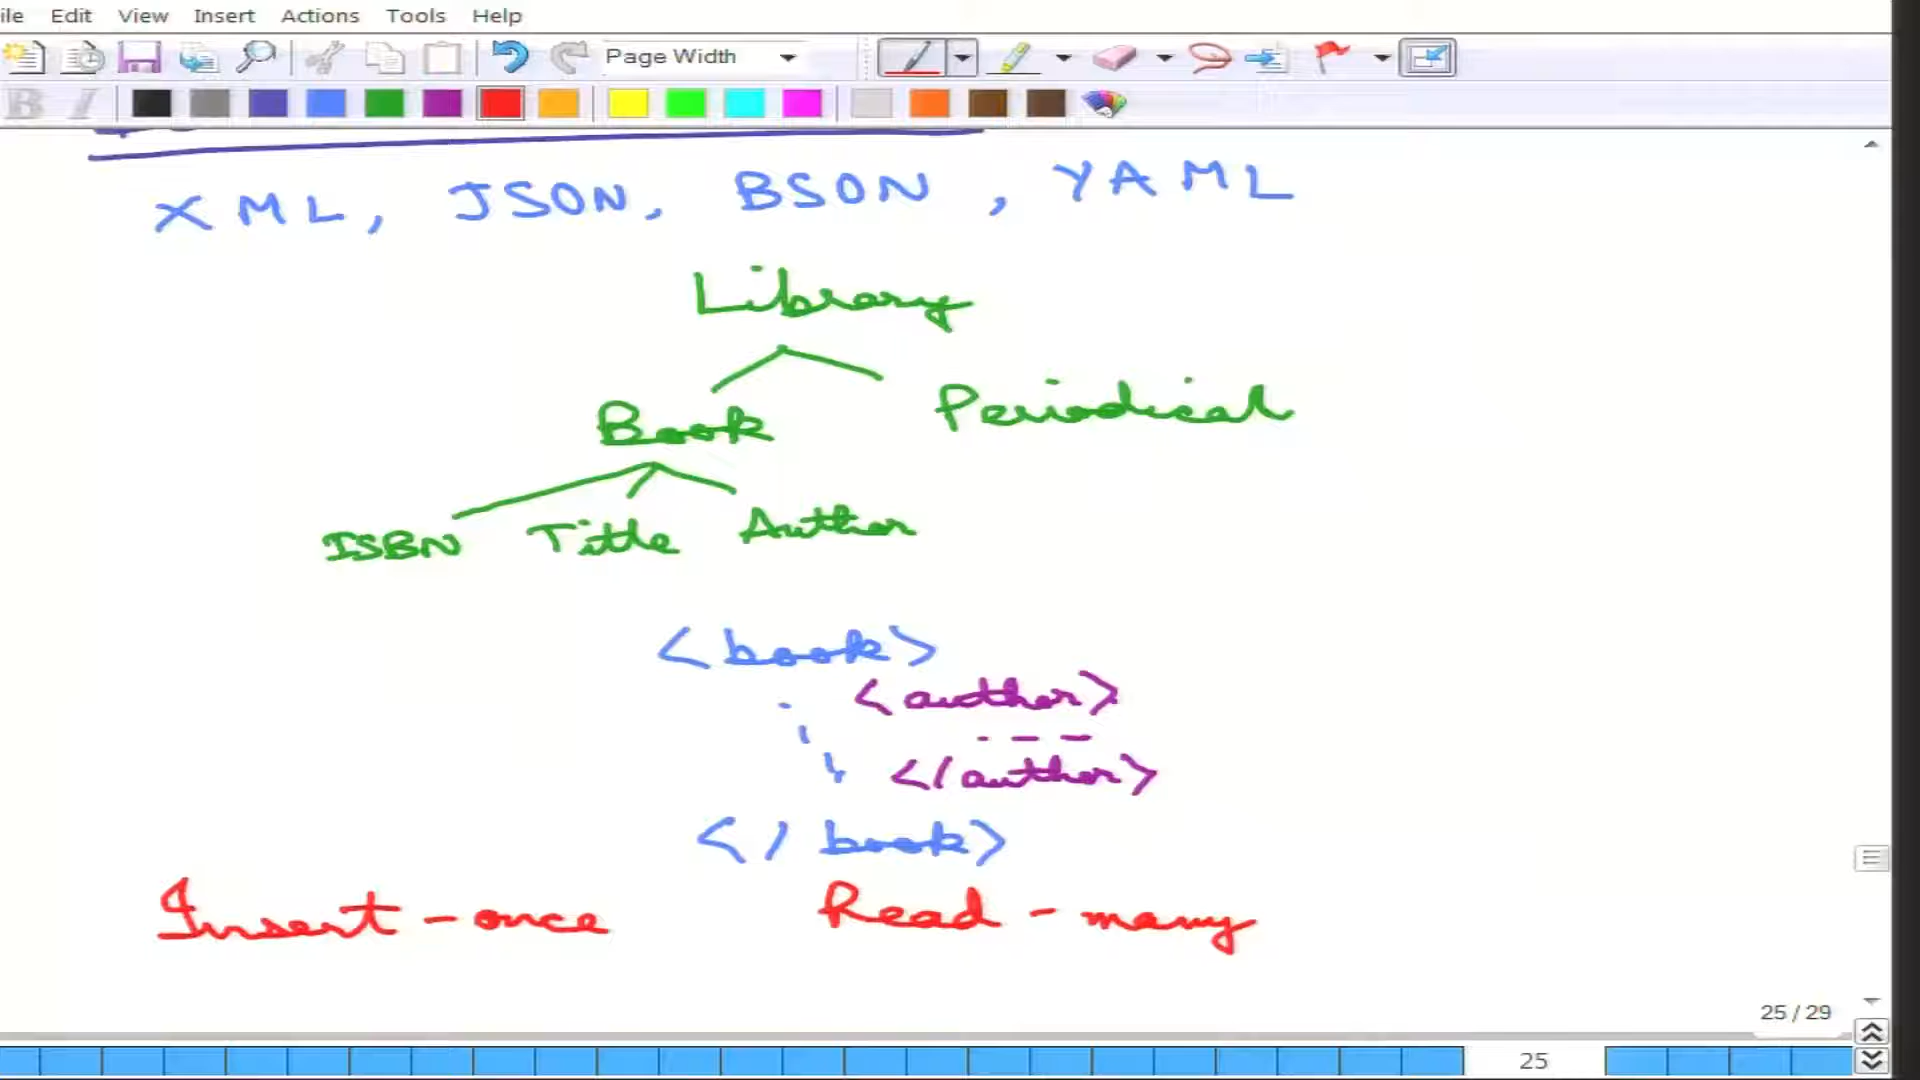 ile Edit View Insert Actions Tools Help
Page Width
B I
XML, JSON, BSON, YAML
Library
Book Periodical
ISBN Title Author
<book>
<author>
</author>
</book>
Insert-once Read-many
25 / 29
25